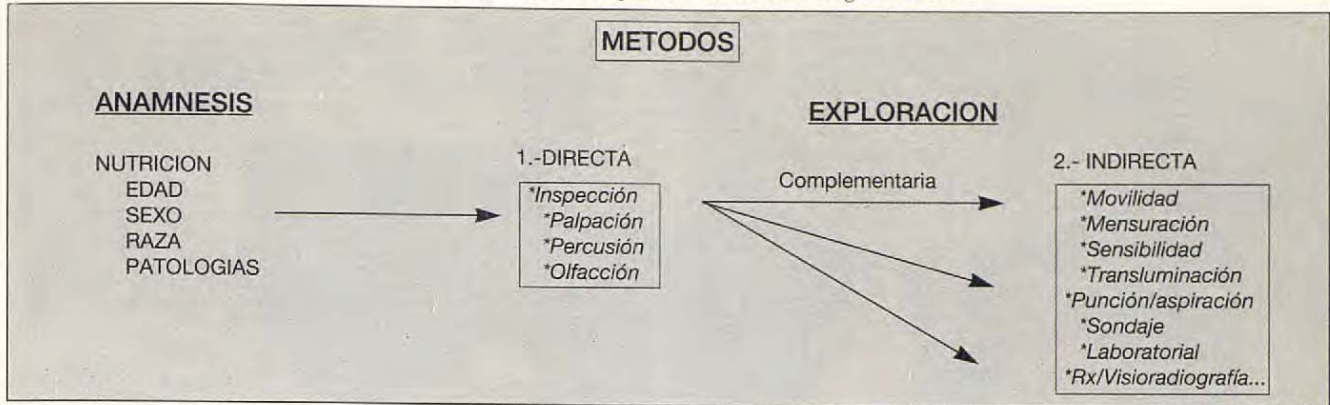 METODOS
ANAMNESIS
NUTRICION
EDAD
SEXO
RAZA
PATOLOGIAS
EXPLORACION
1.-DIRECTA
*Inspección
*Palpación
*Percusión
*Olfacción
Complementaria
2.- INDIRECTA
*Movilidad
*Mensuración
*Sensibilidad
*Transluminación
*Punción/aspiración
*Sondaje
*Laboratorial
*Rx/Visioradiografía...